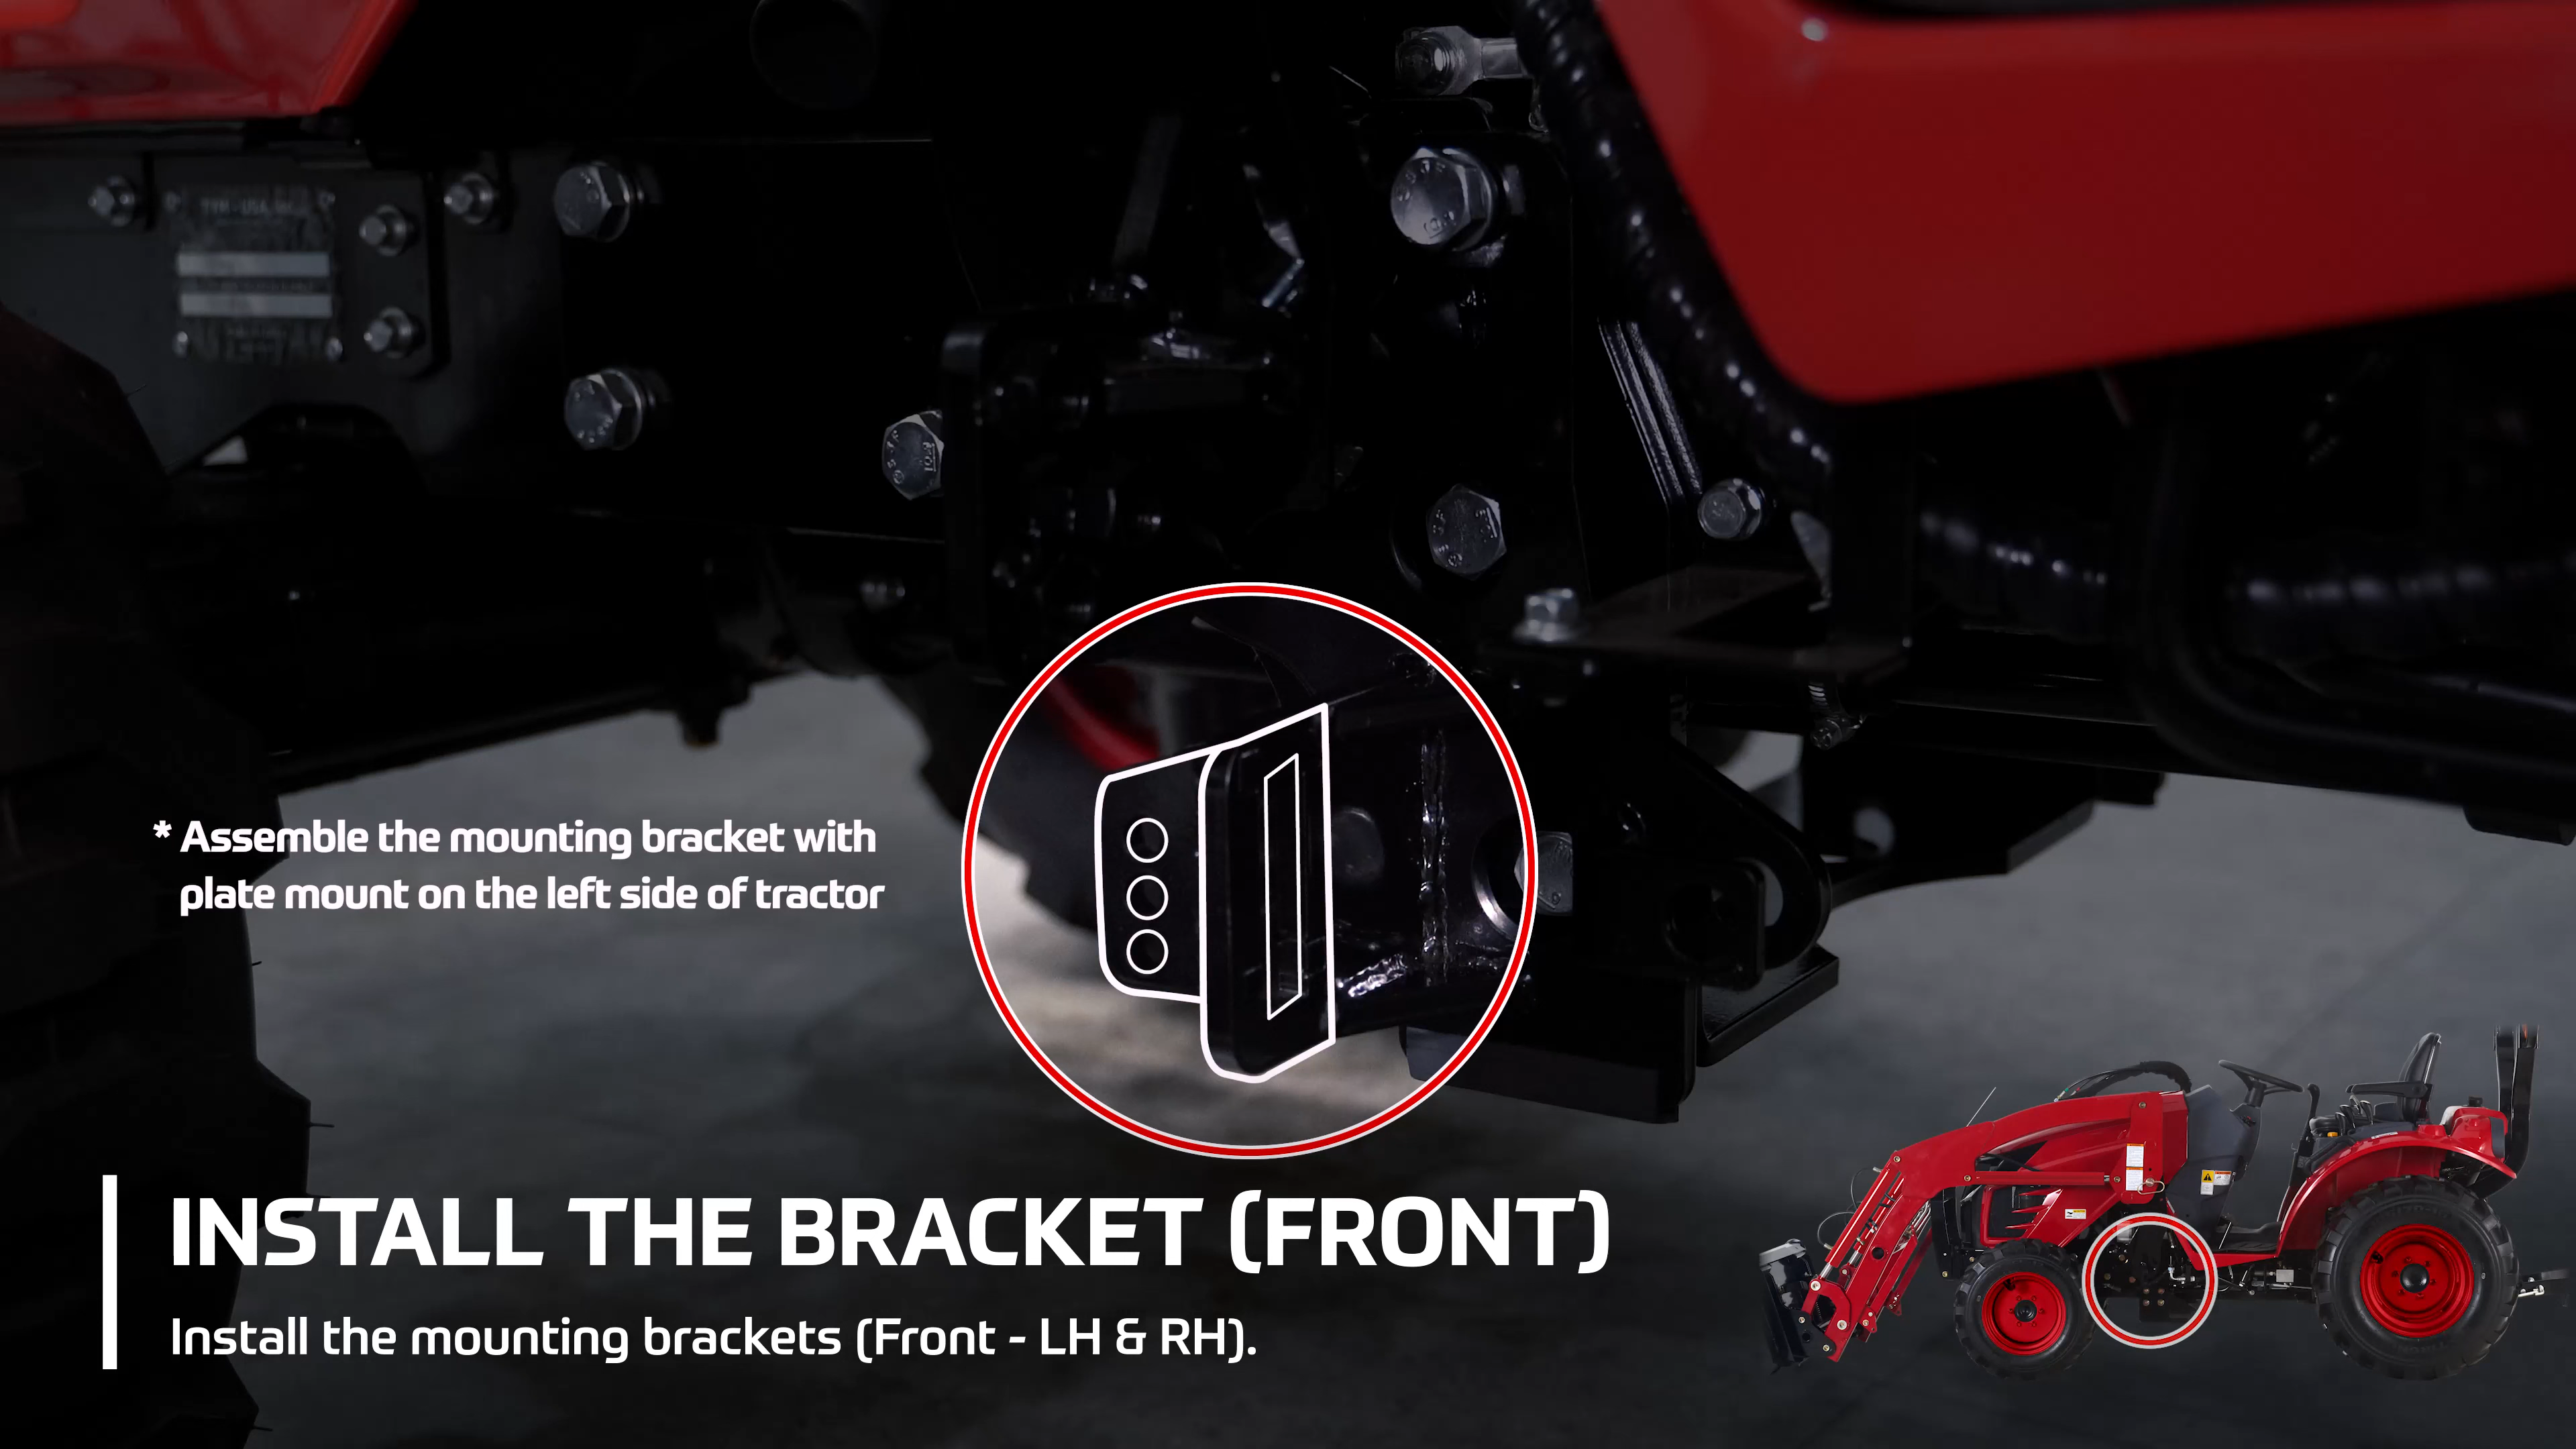 * Assemble the mounting bracket with
plate mount on the left side of tractor
INSTALL THE BRACKET (FRONT)
Install the mounting brackets (Front - LH & RH).